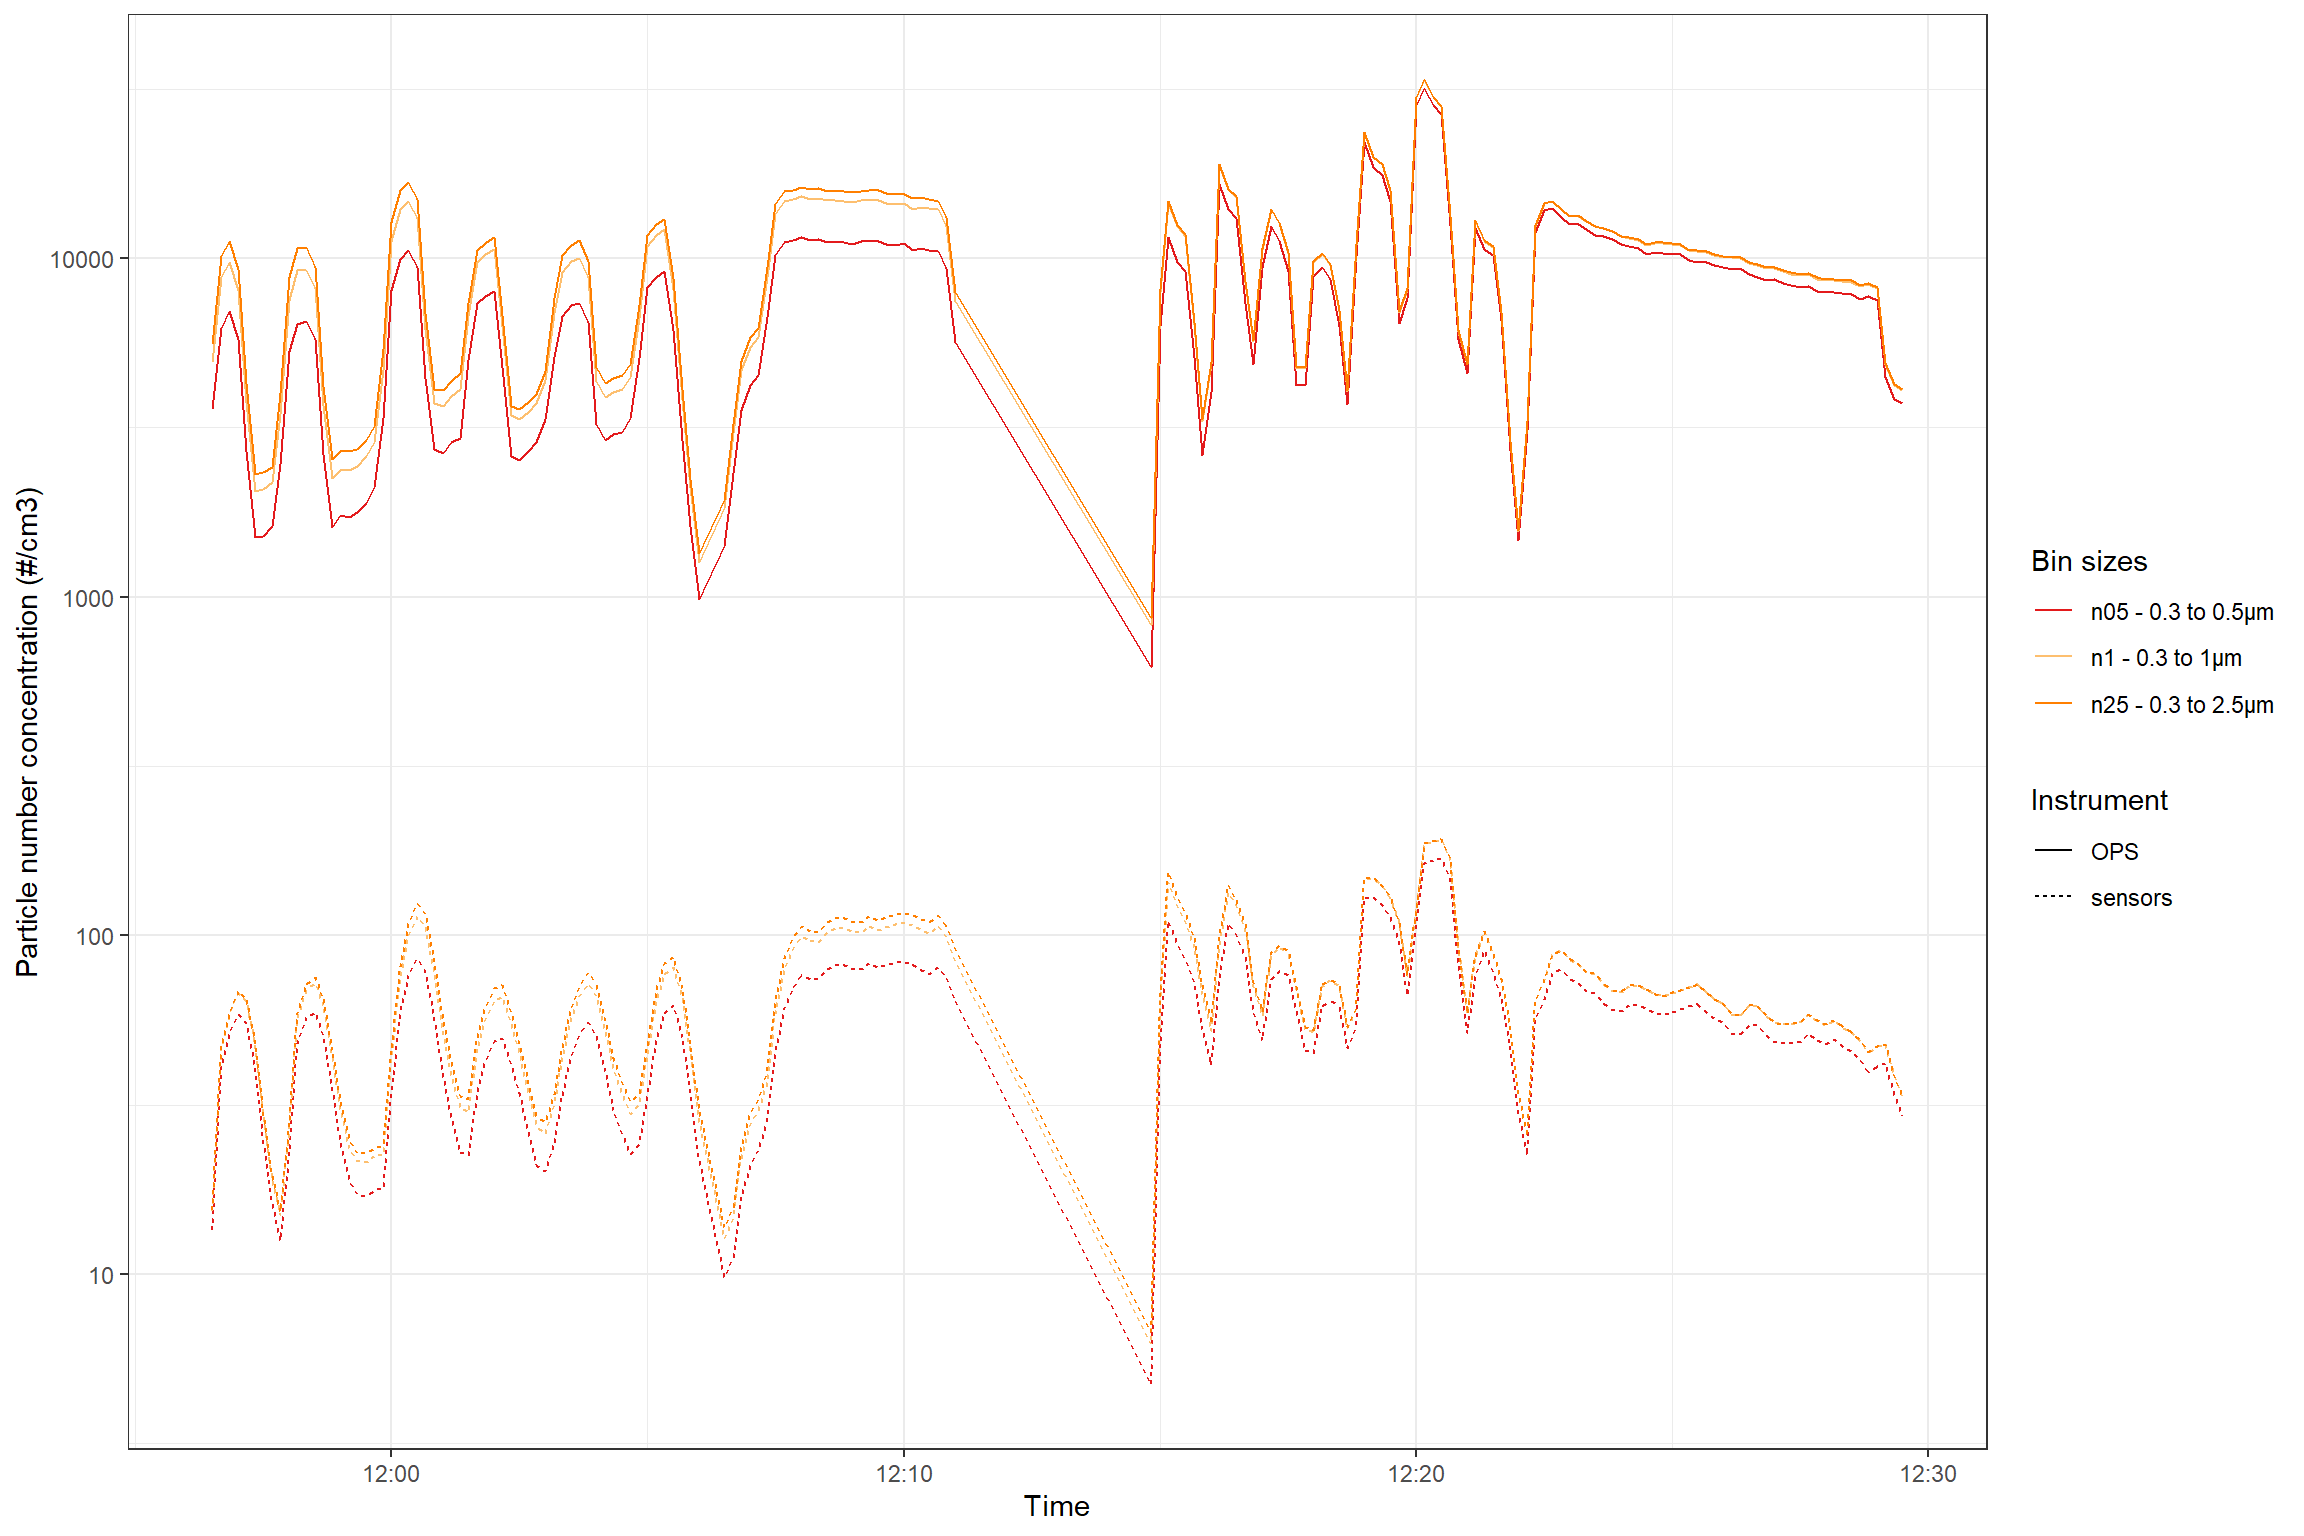 Particle number concentration (#/cm3)
10000
1000
100
10
12:00
12:10
12:20
12:30
Time
Bin sizes
n05 - 0.3 to 0.5µm
n1 - 0.3 to 1µm
n25 - 0.3 to 2.5µm
Instrument
OPS
sensors